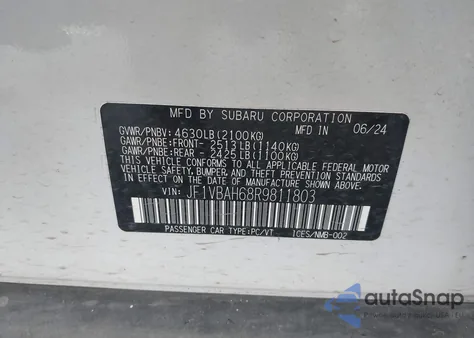 MFD BY SUBARU CORPORATION
GVWR/PNBV: 4630LB(2100KG) MFD IN 06/24
GAWR/PNBE:FRONT- 2513LB(1140KG)
GAWR/PNBE:REAR - 2425LB(1100KG)
THIS VEHICLE CONFORMS TO ALL APPLICABLE FEDERAL MOTOR
VEHICLE SAFETY, BUMPER, AND THEFT PREVENTION STANDARDS
IN EFFECT ON THE DATE OF MANUFACTURE SHOWN ABOVE.
VIN: JF1VBAH68R9811803
PASSENGER CAR TYPE:PC/VT ICES/NMB-002
autoSnap